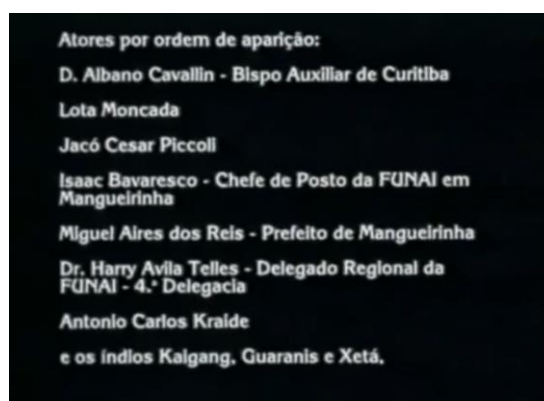 Atores por ordem de aparição:
D. Albano Cavallin - Bispo Auxiliar de Curitiba
Lota Moncada
Jacó Cesar Piccoli
Isaac Bavaresco - Chefe de Posto da FUNAI em
Mangueirinha
Miguel Aires dos Reis - Prefeito de Mangueirinha
Dr. Harry Avila Telles - Delegado Regional da
FUNAI - 4.ª Delegacia
Antonio Carlos Kraide
e os índios Kaigang, Guaranis e Xetá.